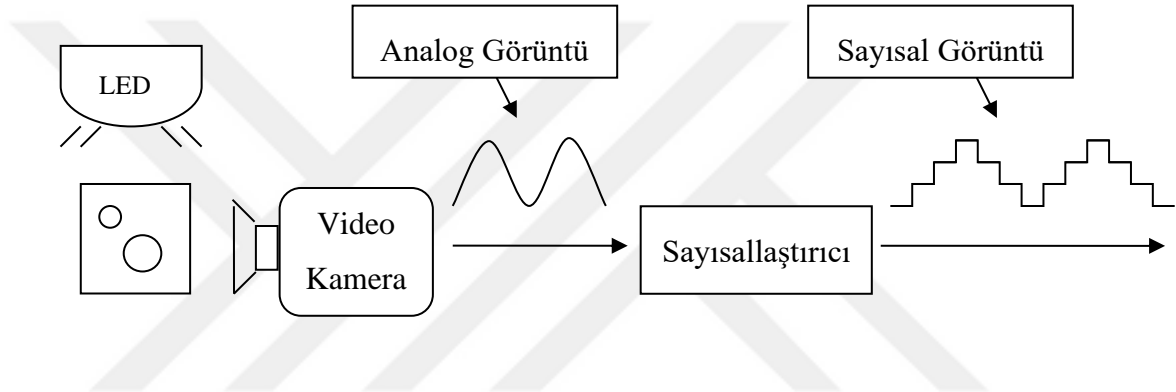 Analog Görüntü
Sayısal Görüntü
LED
Video
Kamera
Sayısallaştırıcı